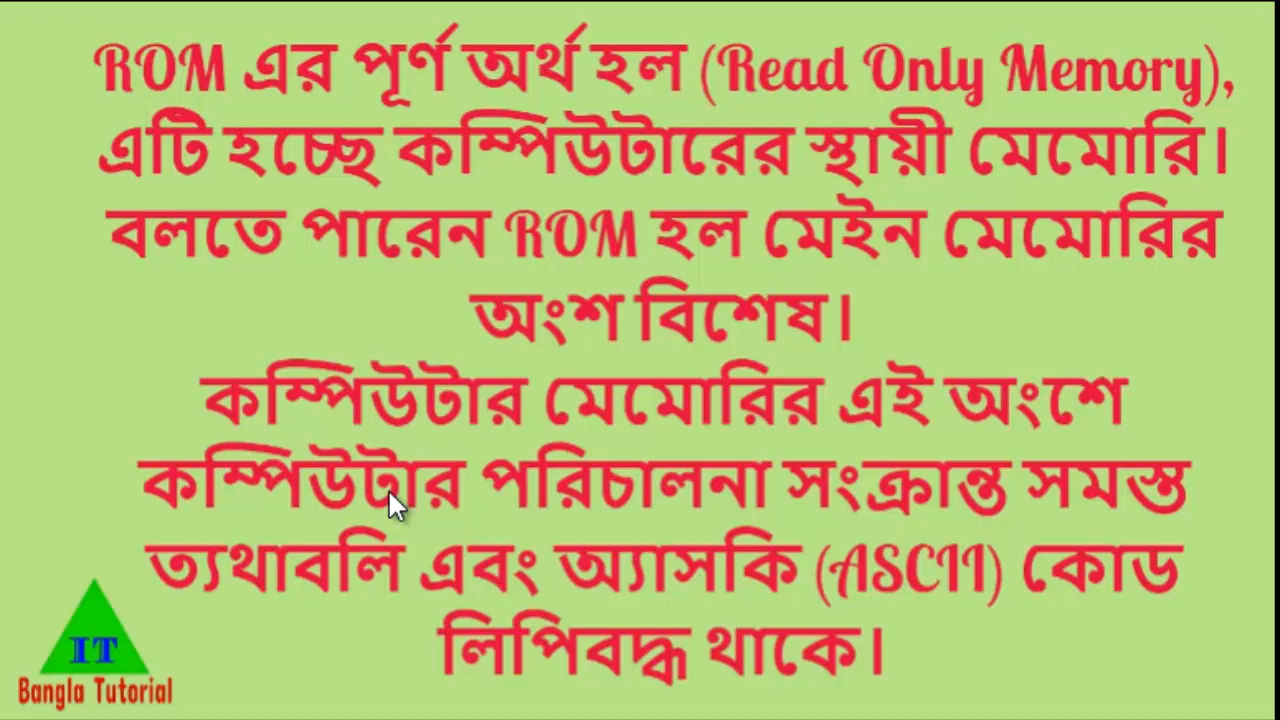 ROM এর পূর্ণ অর্থ হল (Read Only Memory),
এটি হচ্ছে কম্পিউটারের স্থায়ী মেমোরি।
বলতে পারেন ROM হল মেইন মেমোরির
অংশ বিশেষ।
কম্পিউটার মেমোরির এই অংশে
কম্পিউটার পরিচালনা সংক্রান্ত সমস্ত
ত্যথাবলি এবং অ্যাসকি (ASCII) কোড
লিপিবদ্ধ থাকে।
IT
Bangla Tutorial